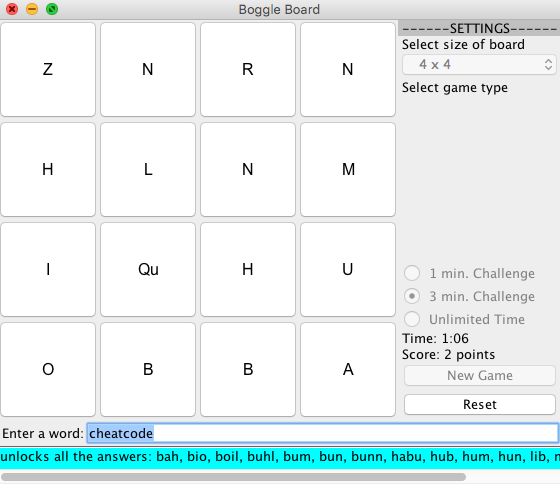 Boggle Board
Z N R N
H L N M
I Qu H U
O B B A
------SETTINGS------
Select size of board
4 x 4
Select game type
1 min. Challenge
3 min. Challenge
Unlimited Time
Time: 1:06
Score: 2 points
New Game
Reset
Enter a word: cheatcode
unlocks all the answers: bah, bio, boil, buhl, bum, bun, bunn, habu, hub, hum, hun, lib,